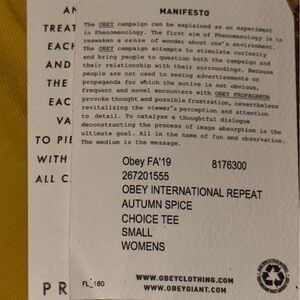 AN
TREAT
EACH
AND
THE
EAC
VA
TO PIE
WITH
ALL C
PR
MANIFESTO
The OBEY campaign can be explained as an experiment
in Phenomenology. The first aim of Phenomenology is to
reawaken a sense of wonder about one's environment.
The OBEY campaign attempts to stimulate curiosity
and bring people to question both the campaign and
their relationship with their surroundings. Because
people are not used to seeing advertisements or
propaganda for which the motive is not obvious,
frequent and novel encounters with OBEY PROPAGANDA
provoke thought and possible frustration, nevertheless
revitalizing the viewer's perception and attention
to detail. To catalyze a thoughtful dialogue
deconstructing the process of image absorption is the
ultimate goal. All in the name of fun and observation.
The medium is the message.
Obey FA'19 8176300
267201555
OBEY INTERNATIONAL REPEAT
AUTUMN SPICE
CHOICE TEE
SMALL
WOMENS
FL_160
WWW.OBEYCLOTHING.COM
WWW.OBEYGIANT.COM